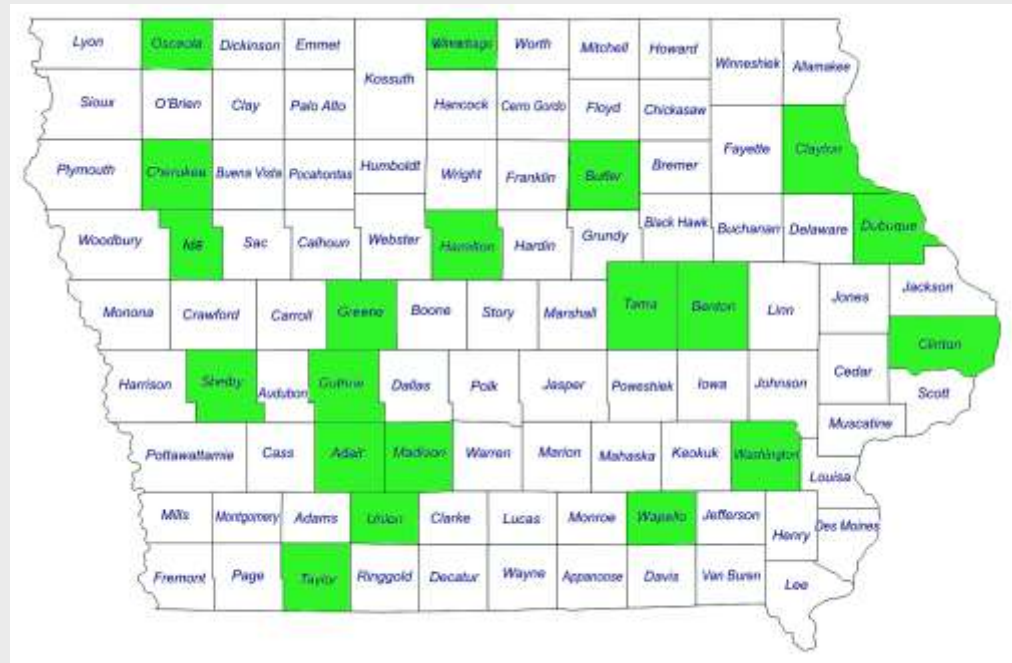 Lyon
Osceola
Dickinson
Emmet
Kossuth
Winnebago
Worth
Mitchell
Howard
Winneshiek
Allamakee
Sioux
O'Brien
Clay
Palo Alto
Hancock
Cerro Gordo
Floyd
Chickasaw
Plymouth
Cherokee
Buena Vista
Pocahontas
Humboldt
Wright
Franklin
Butler
Bremer
Fayette
Clayton
Woodbury
Ida
Sac
Calhoun
Webster
Hamilton
Hardin
Grundy
Black Hawk
Buchanan
Delaware
Dubuque
Monona
Crawford
Carroll
Greene
Boone
Story
Marshall
Tama
Benton
Linn
Jones
Jackson
Clinton
Harrison
Shelby
Audubon
Guthrie
Dallas
Polk
Jasper
Poweshiek
Iowa
Johnson
Cedar
Scott
Muscatine
Pottawattamie
Cass
Adair
Madison
Warren
Marion
Mahaska
Keokuk
Washington
Louisa
Mills
Montgomery
Adams
Union
Clarke
Lucas
Monroe
Wapello
Jefferson
Henry
Des Moines
Fremont
Page
Taylor
Ringgold
Decatur
Wayne
Appanoose
Davis
Van Buren
Lee